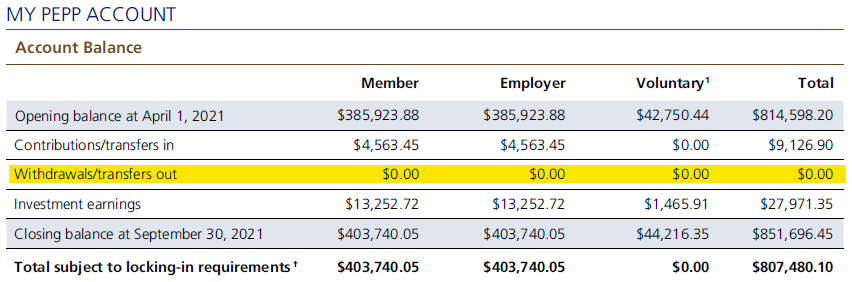 MY PEPP ACCOUNT
Account Balance
Member Employer Voluntary¹ Total
Opening balance at April 1, 2021 $385,923.88 $385,923.88 $42,750.44 $814,598.20
Contributions/transfers in $4,563.45 $4,563.45 $0.00 $9,126.90
Withdrawals/transfers out $0.00 $0.00 $0.00 $0.00
Investment earnings $13,252.72 $13,252.72 $1,465.91 $27,971.35
Closing balance at September 30, 2021 $403,740.05 $403,740.05 $44,216.35 $851,696.45
Total subject to locking-in requirements† $403,740.05 $403,740.05 $0.00 $807,480.10